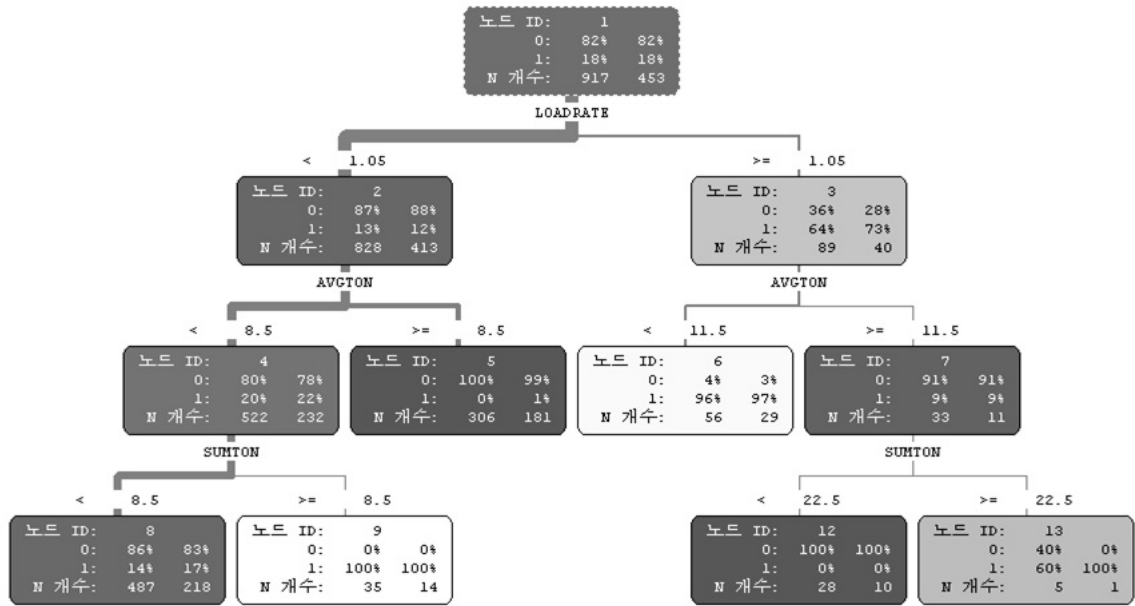 노드 ID: 1
0: 82% 82%
1: 18% 18%
N 개수: 917 453
LOADRATE
< 1.05
>= 1.05
노드 ID: 2
0: 87% 88%
1: 13% 12%
N 개수: 828 413
노드 ID: 3
0: 36% 28%
1: 64% 73%
N 개수: 89 40
AVGTON
AVGTON
< 8.5
>= 8.5
< 11.5
>= 11.5
노드 ID: 4
0: 80% 78%
1: 20% 22%
N 개수: 522 232
노드 ID: 5
0: 100% 99%
1: 0% 1%
N 개수: 306 181
노드 ID: 6
0: 4% 3%
1: 96% 97%
N 개수: 56 29
노드 ID: 7
0: 91% 91%
1: 9% 9%
N 개수: 33 11
SUMTON
SUMTON
< 8.5
>= 8.5
< 22.5
>= 22.5
노드 ID: 8
0: 86% 83%
1: 14% 17%
N 개수: 487 218
노드 ID: 9
0: 0% 0%
1: 100% 100%
N 개수: 35 14
노드 ID: 12
0: 100% 100%
1: 0% 0%
N 개수: 28 10
노드 ID: 13
0: 40% 0%
1: 60% 100%
N 개수: 5 1